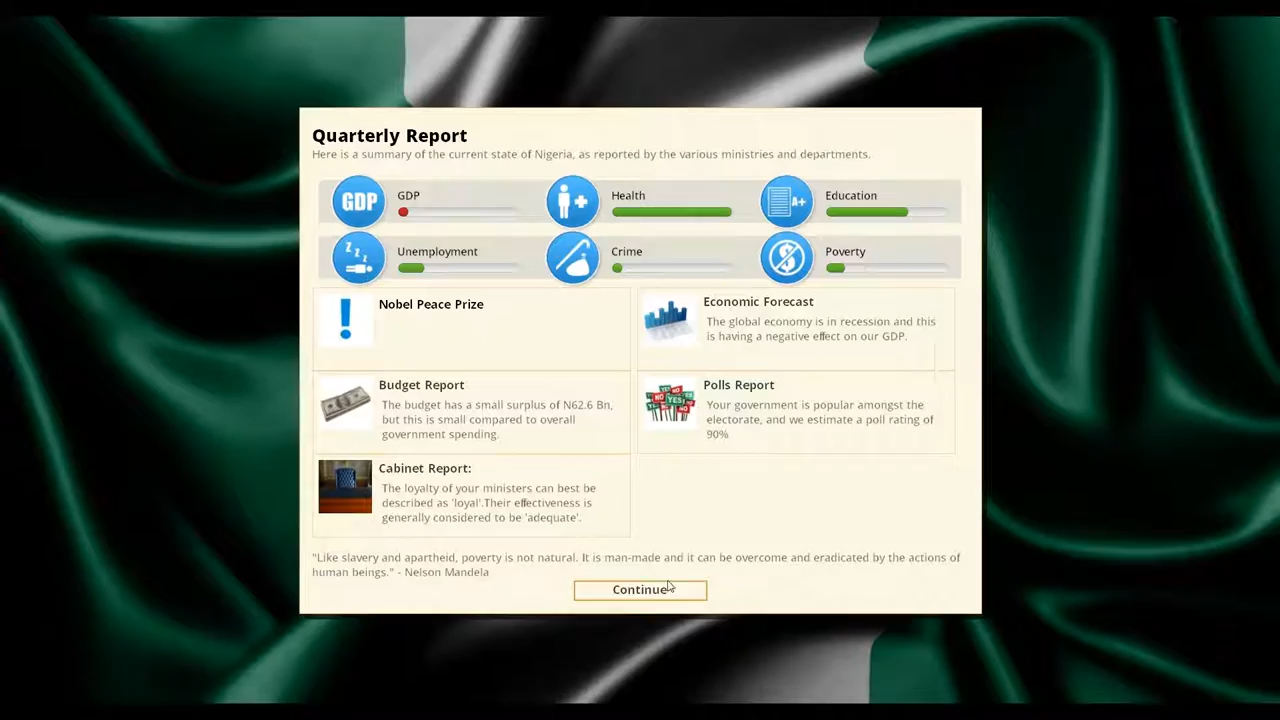 Quarterly Report
Here is a summary of the current state of Nigeria, as reported by the various ministries and departments.
GDP
GDP
Health
A+
Education
Z Z Z
Unemployment
Crime
$
Poverty
Nobel Peace Prize
Economic Forecast
The global economy is in recession and this
is having a negative effect on our GDP.
Budget Report
The budget has a small surplus of N62.6 Bn,
but this is small compared to overall
government spending.
Polls Report
Your government is popular amongst the
electorate, and we estimate a poll rating of
90%
Cabinet Report:
The loyalty of your ministers can best be
described as 'loyal'.Their effectiveness is
generally considered to be 'adequate'.
"Like slavery and apartheid, poverty is not natural. It is man-made and it can be overcome and eradicated by the actions of
human beings." - Nelson Mandela
Continue